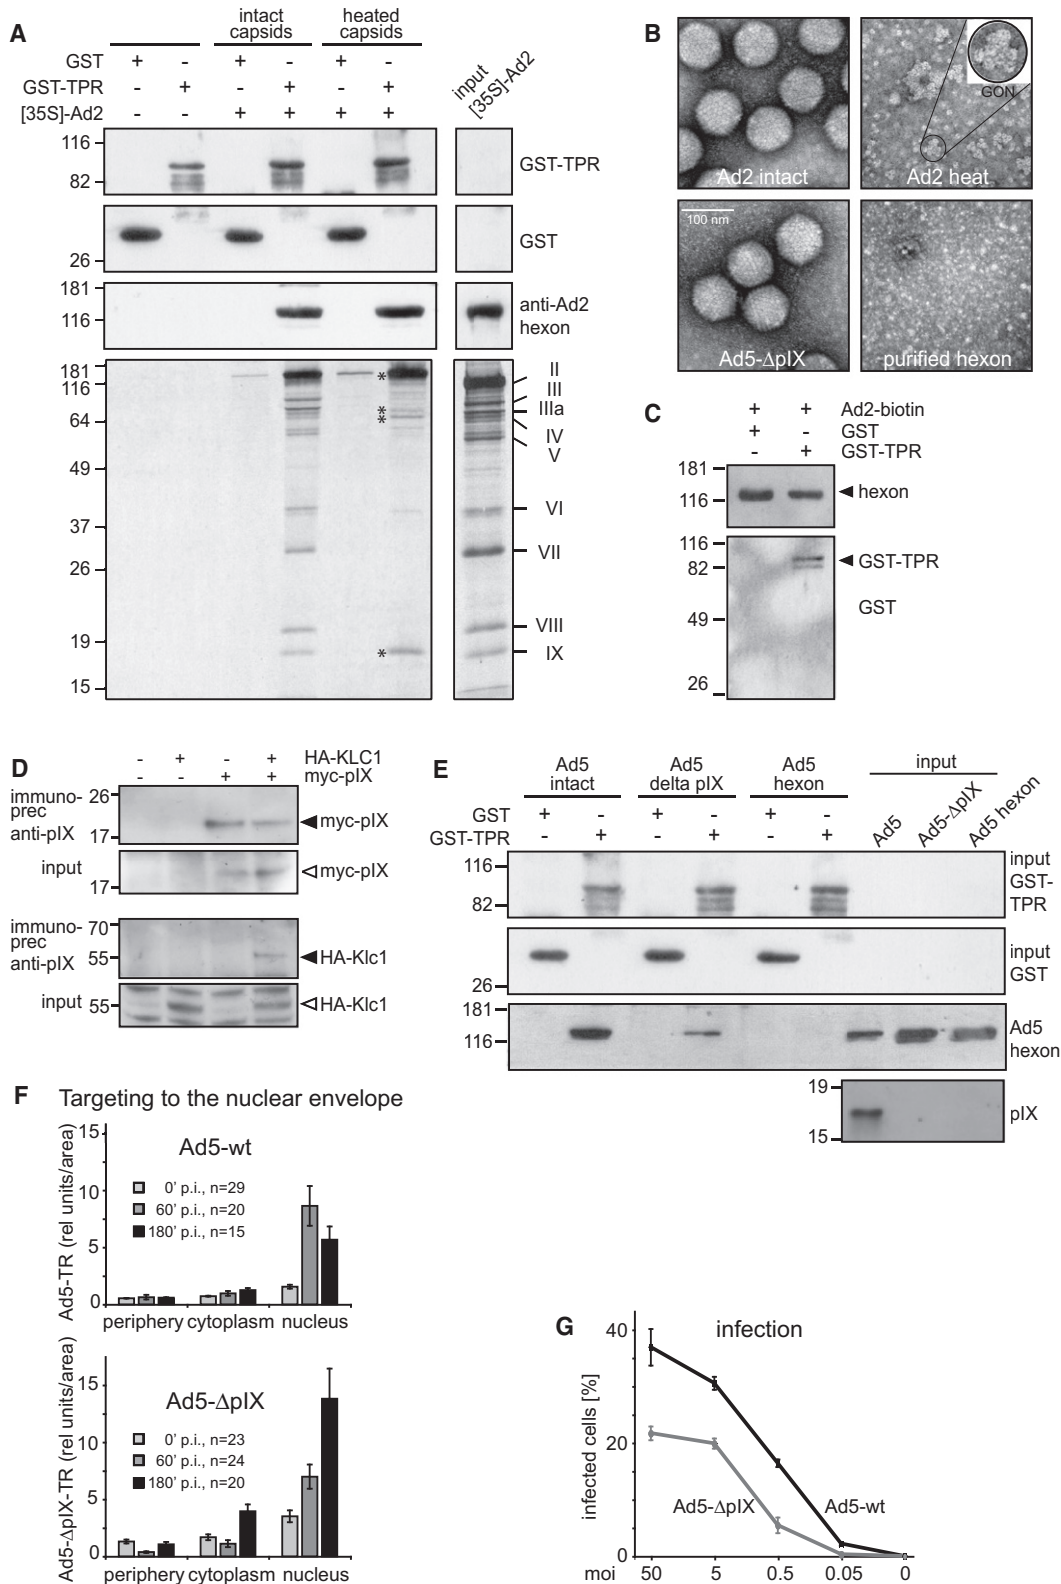 A
intact capsids
heated capsids
GST + - + - + -
GST-TPR - + - + - +
[35S]-Ad2 - - + + + +
input [35S]-Ad2
116
82
GST-TPR
26
GST
181
116
anti-Ad2 hexon
181
116
64
49
37
26
19
15
*
*
*
*
II
III
IIIa
IV
V
VI
VII
VIII
IX
B
GON
Ad2 intact
Ad2 heat
100 nm
Ad5-ΔpIX
purified hexon
C
+ + Ad2-biotin
+ - GST
- + GST-TPR
181
116
hexon
116
82
49
26
GST-TPR
GST
D
- + - + HA-KLC1
- - + + myc-pIX
immuno-prec anti-pIX
26
17
myc-pIX
input
17
myc-pIX
immuno-prec anti-pIX
70
55
HA-Klc1
input
55
HA-Klc1
E
Ad5 intact
Ad5 delta pIX
Ad5 hexon
input
GST + - + - + -
GST-TPR - + - + - +
Ad5
Ad5-ΔpIX
Ad5 hexon
116
82
input GST-TPR
26
input GST
181
116
Ad5 hexon
19
15
pIX
F
Targeting to the nuclear envelope
Ad5-TR (rel units/area)
15
10
5
0
Ad5-wt
0' p.i., n=29
60' p.i., n=20
180' p.i., n=15
periphery cytoplasm nucleus
Ad5-ΔpIX-TR (rel units/area)
15
10
5
0
Ad5-ΔpIX
0' p.i., n=23
60' p.i., n=24
180' p.i., n=20
periphery cytoplasm nucleus
G
infection
infected cells [%]
40
20
0
Ad5-ΔpIX
Ad5-wt
moi 50 5 0.5 0.05 0